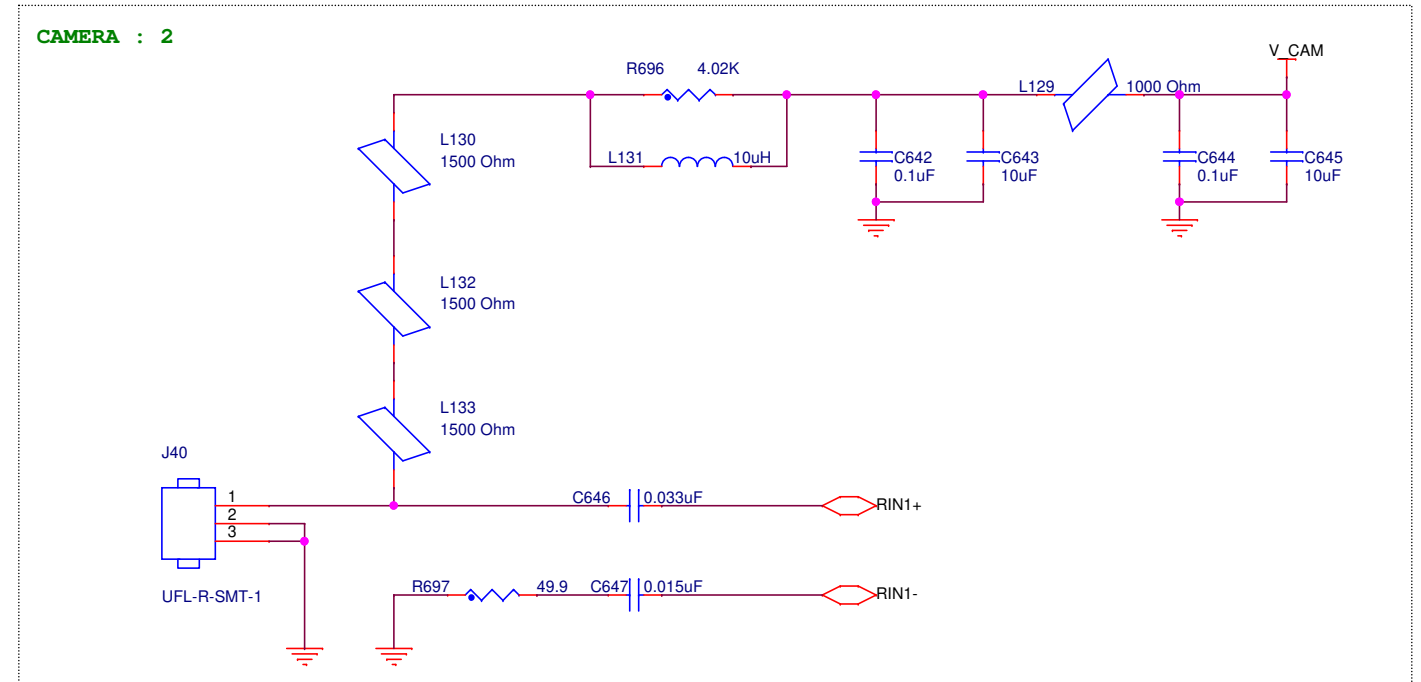 CAMERA : 2
V_CAM
R696 4.02K
L129 1000 Ohm
L130
1500 Ohm
L131 10uH
C642
0.1uF
C643
10uF
C644
0.1uF
C645
10uF
L132
1500 Ohm
L133
1500 Ohm
J40
1
2
3
C646 0.033uF RIN1+
UFL-R-SMT-1
R697 49.9 C647 0.015uF RIN1-